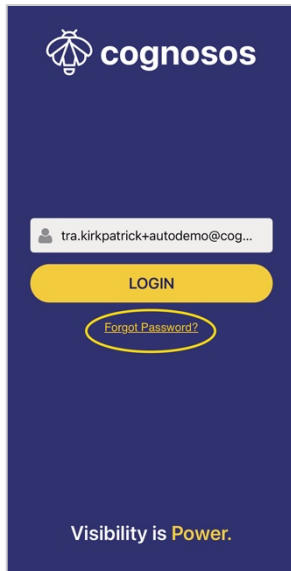 cognosos
tra.kirkpatrick+autodemo@cog...
LOGIN
Forgot Password?
Visibility is Power.